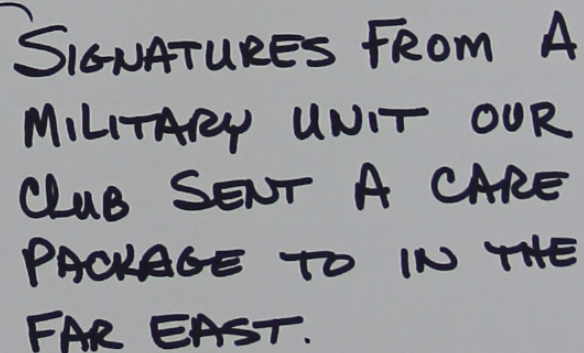 SIGNATURES FROM A
MILITARY UNIT OUR
CLUB SENT A CARE
PACKAGE TO IN THE
FAR EAST.